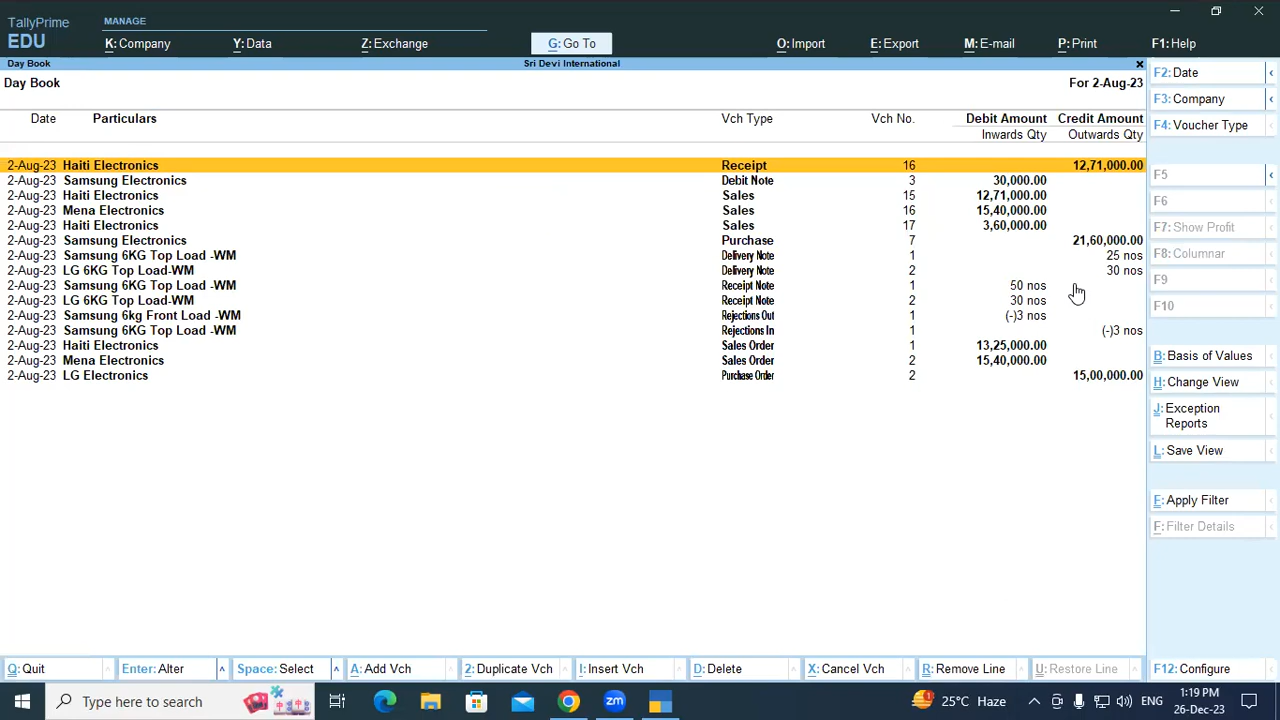 TallyPrime
EDU
MANAGE
K: Company
Y: Data
Z: Exchange
G: Go To
O: Import
E: Export
M: E-mail
P: Print
F1: Help
Day Book
Sri Devi International
×
Day Book
For 2-Aug-23
Date Particulars Vch Type Vch No. Debit Amount Credit Amount
Inwards Qty Outwards Qty
2-Aug-23 Haiti Electronics Receipt 16 12,71,000.00
2-Aug-23 Samsung Electronics Debit Note 3 30,000.00
2-Aug-23 Haiti Electronics Sales 15 12,71,000.00
2-Aug-23 Mena Electronics Sales 16 15,40,000.00
2-Aug-23 Haiti Electronics Sales 17 3,60,000.00
2-Aug-23 Samsung Electronics Purchase 7 21,60,000.00
2-Aug-23 Samsung 6KG Top Load -WM Delivery Note 1 25 nos
2-Aug-23 LG 6KG Top Load-WM Delivery Note 2 30 nos
2-Aug-23 Samsung 6KG Top Load -WM Receipt Note 1 50 nos
2-Aug-23 LG 6KG Top Load-WM Receipt Note 2 30 nos
2-Aug-23 Samsung 6kg Front Load -WM Rejections Out 1 (-)3 nos
2-Aug-23 Samsung 6KG Top Load -WM Rejections In 1 (-)3 nos
2-Aug-23 Haiti Electronics Sales Order 1 13,25,000.00
2-Aug-23 Mena Electronics Sales Order 2 15,40,000.00
2-Aug-23 LG Electronics Purchase Order 2 15,00,000.00
F2: Date
F3: Company
F4: Voucher Type
F5
F6
F7: Show Profit
F8: Columnar
F9
F10
B: Basis of Values
H: Change View
J: Exception
Reports
L: Save View
F: Apply Filter
F: Filter Details
Q: Quit
Enter: Alter
Space: Select
A: Add Vch
2: Duplicate Vch
I: Insert Vch
D: Delete
X: Cancel Vch
R: Remove Line
U: Restore Line
F12: Configure
Type here to search
zm
25°C Haze
ENG
1:19 PM
26-Dec-23